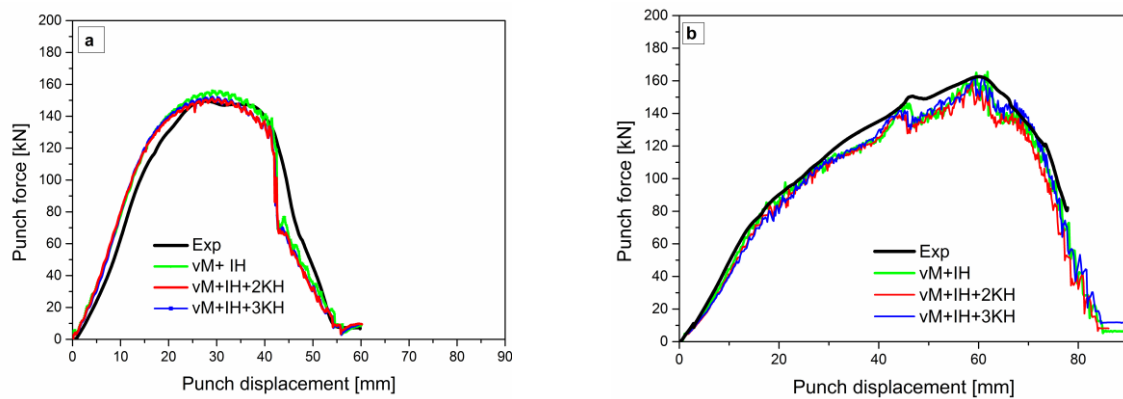 a
200
180
160
140
120
100
80
60
40
20
0
Punch force [kN]
Exp
vM+ IH
vM+IH+2KH
vM+IH+3KH
0 10 20 30 40 50 60 70 80 90
Punch displacement [mm]
b
200
180
160
140
120
100
80
60
40
20
0
Punch force [kN]
Exp
vM+IH
vM+IH+2KH
vM+IH+3KH
0 20 40 60 80
Punch displacement [mm]